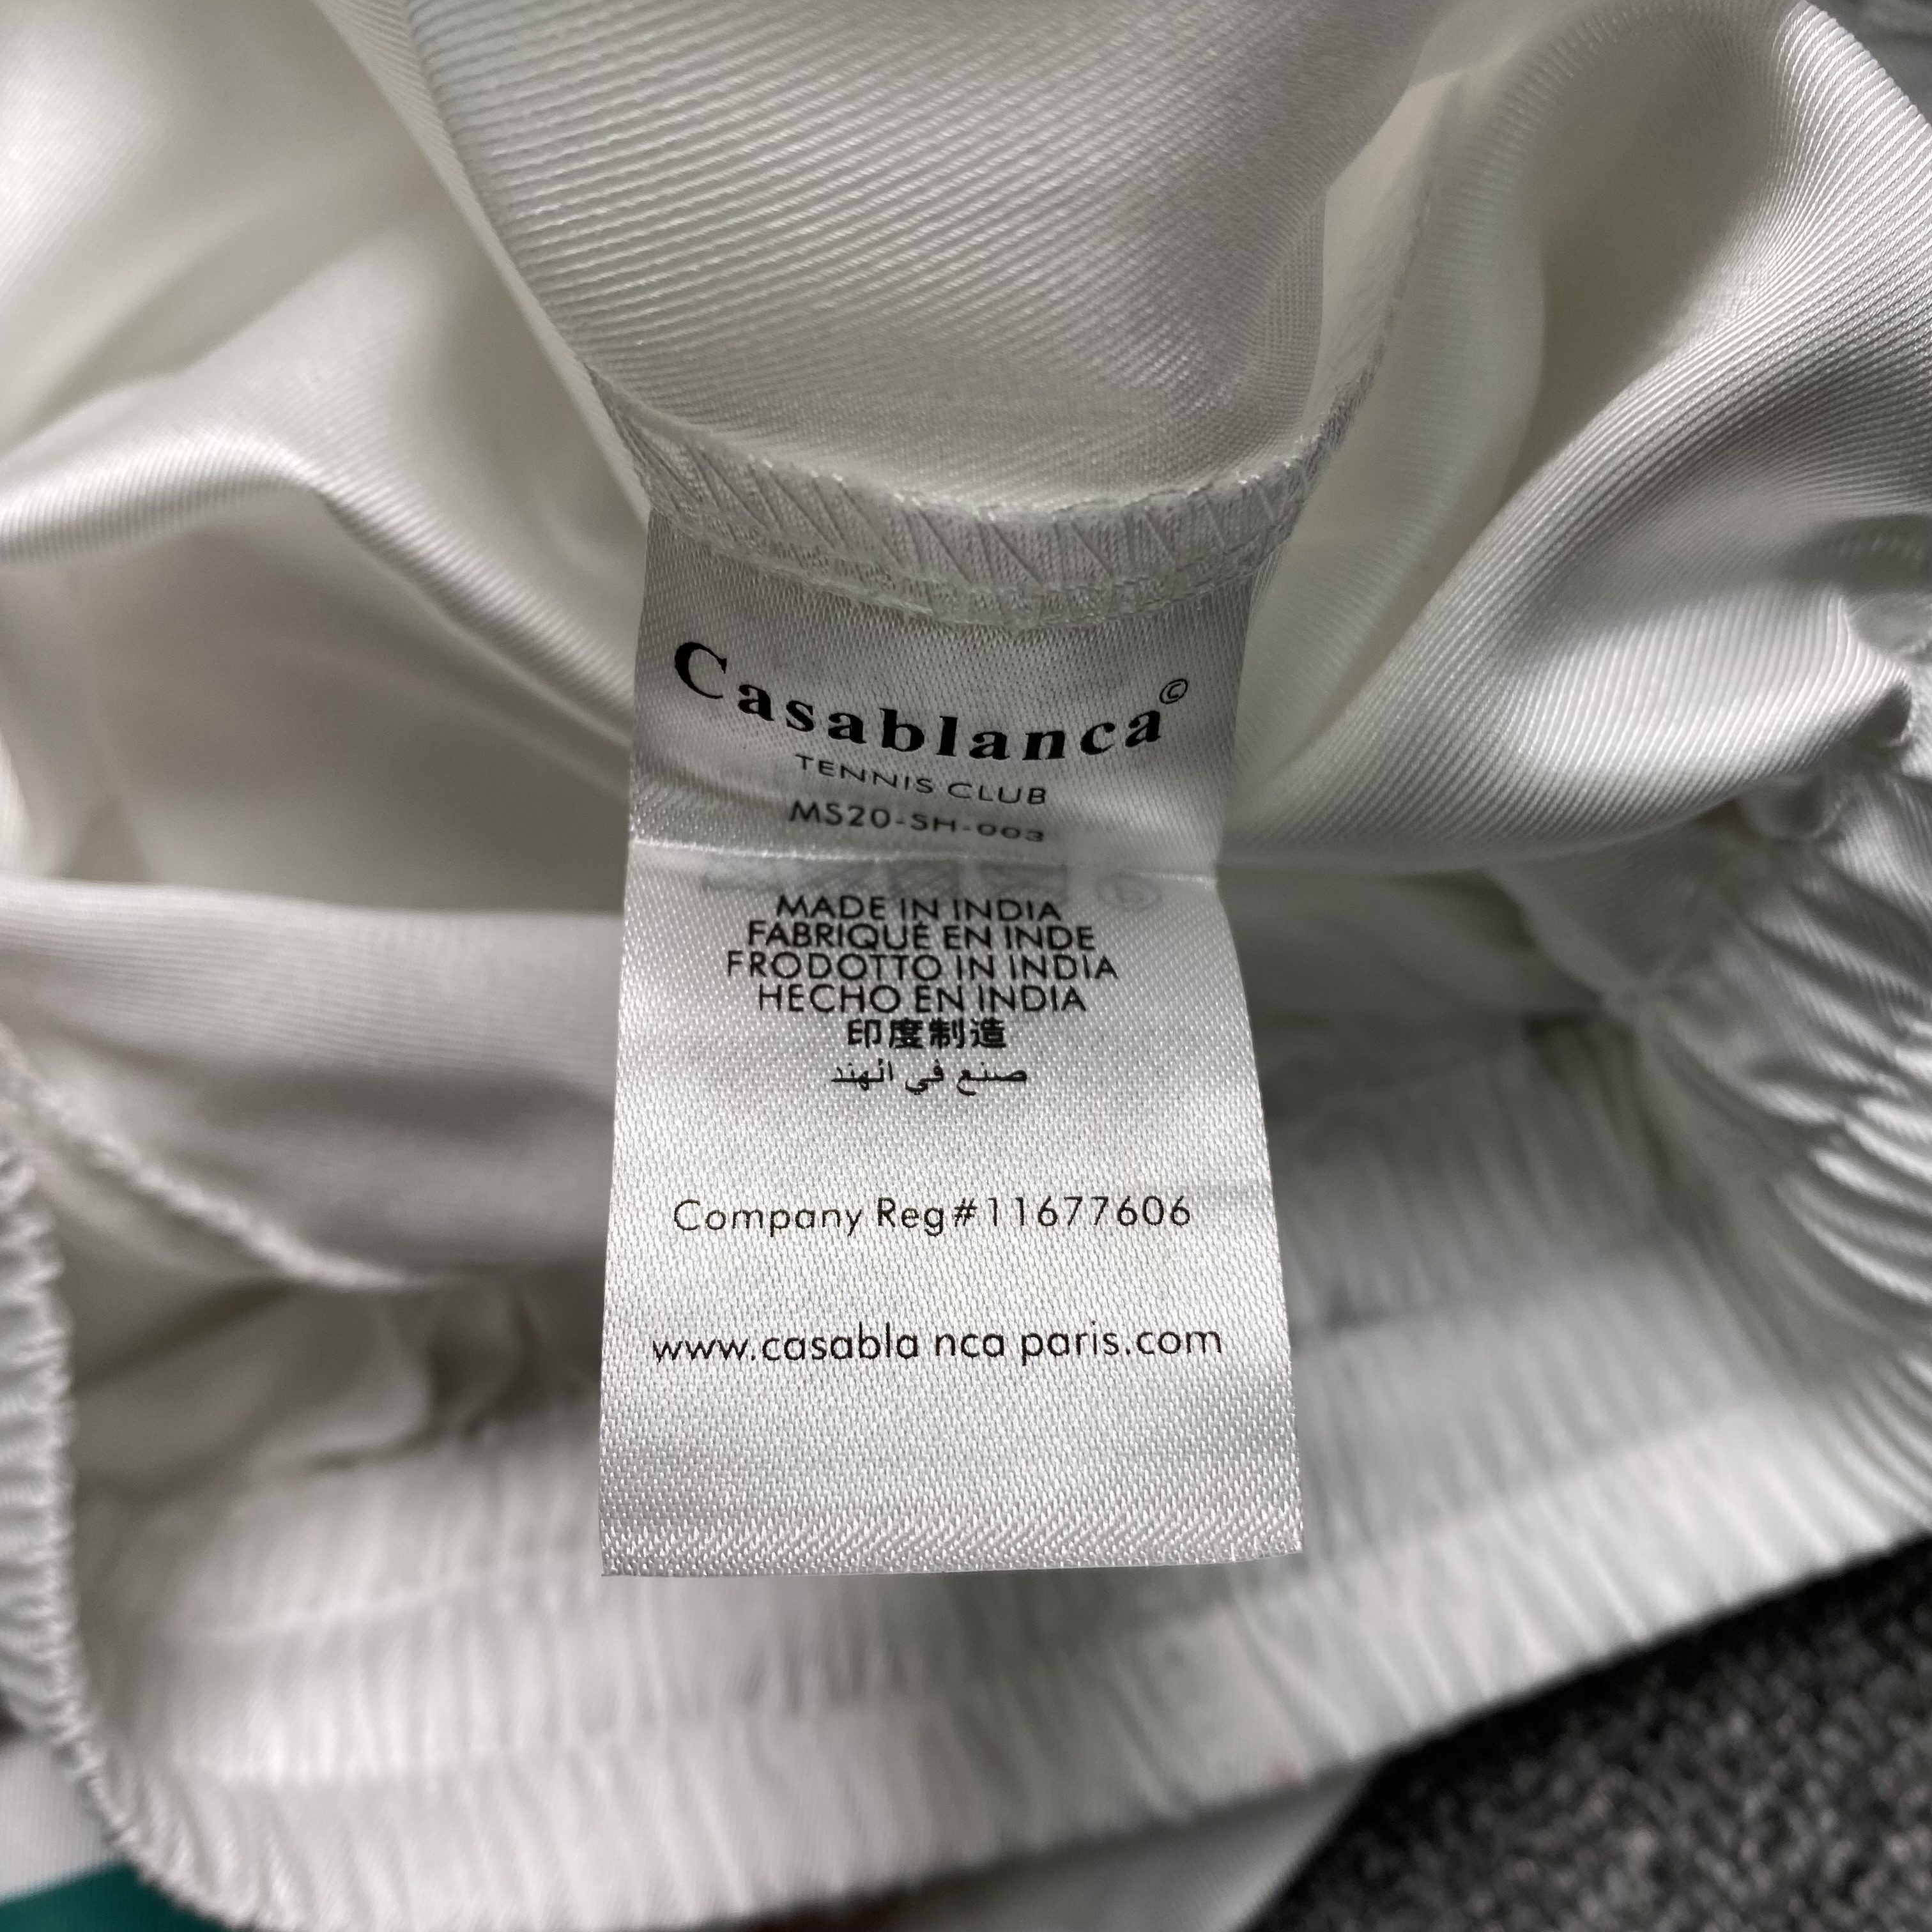 Casablanca©
TENNIS CLUB
MS20-SH-003
MADE IN INDIA
FABRIQUÉ EN INDE
FRODOTTO IN INDIA
HECHO EN INDIA
印度制造
صنع في الهند
Company Reg#11677606
www.casabla nca paris.com